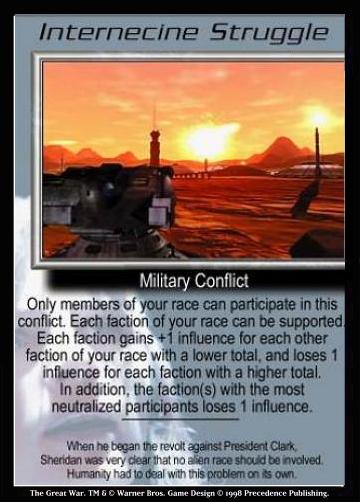 Internecine Struggle
Military Conflict
Only members of your race can participate in this
conflict. Each faction of your race can be supported.
Each faction gains +1 influence for each other
faction of your race with a lower total, and loses 1
influence for each faction with a higher total.
In addition, the faction(s) with the most
neutralized participants loses 1 influence.
When he began the revolt against President Clark,
Sheridan was very clear that no alien race should be involved.
Humanity had to deal with this problem on its own.
The Great War. TM & © Warner Bros. Game Design © 1998 Precedence Publishing.